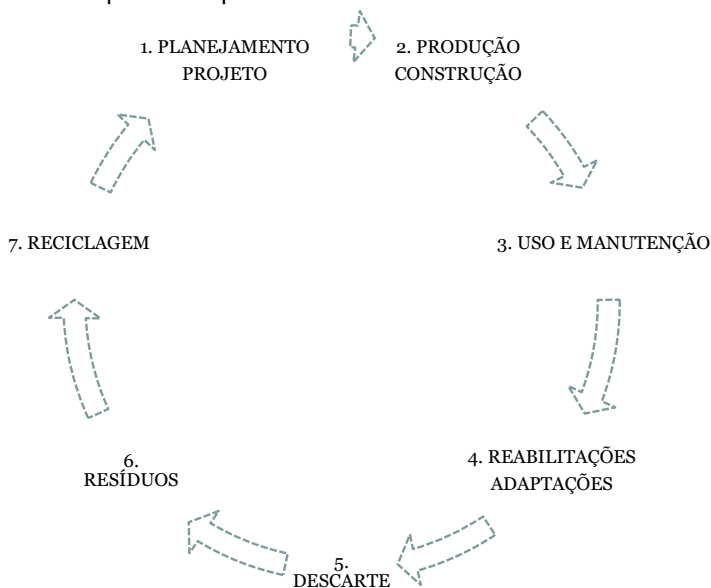 1. PLANEJAMENTO
PROJETO
2. PRODUÇÃO
CONSTRUÇÃO
3. USO E MANUTENÇÃO
4. REABILITAÇÕES
ADAPTAÇÕES
5.
DESCARTE
6.
RESÍDUOS
7. RECICLAGEM